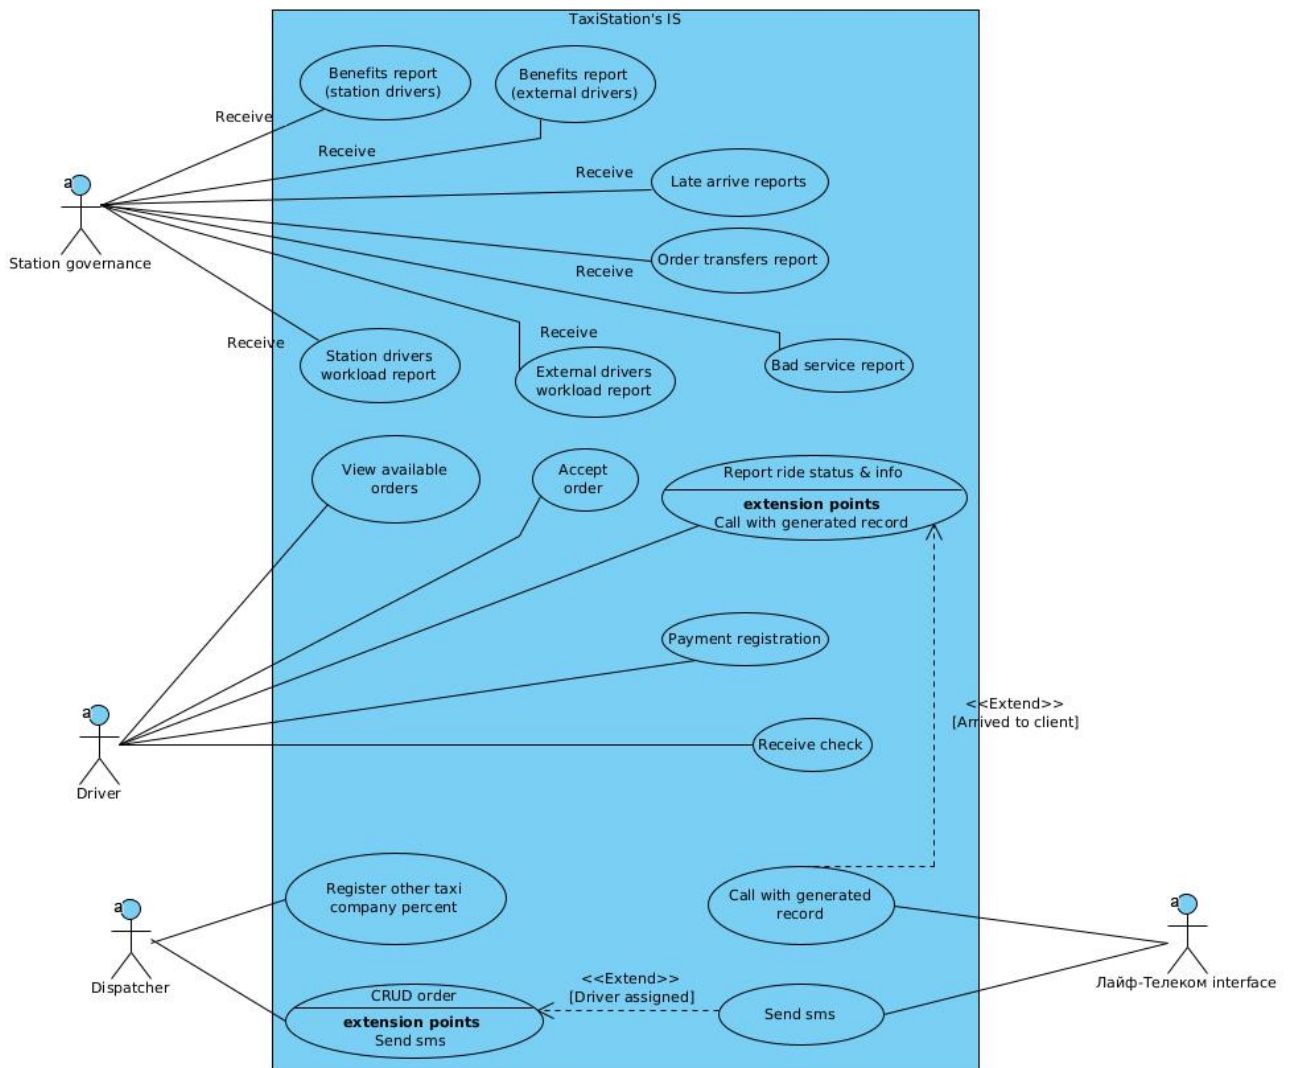 TaxiStation's IS
Benefits report
(station drivers)
Benefits report
(external drivers)
Receive
Receive
Receive
Late arrive reports
a
Station governance
Order transfers report
Receive
Receive
Receive
Station drivers
workload report
External drivers
workload report
Bad service report
View available
orders
Accept
order
Report ride status & info
extension points
Call with generated record
Payment registration
<<Extend>>
[Arrived to client]
a
Driver
Receive check
Register other taxi
company percent
Call with generated
record
a
Dispatcher
a
Лайф-Телеком interface
<<Extend>>
[Driver assigned]
CRUD order
extension points
Send sms
Send sms